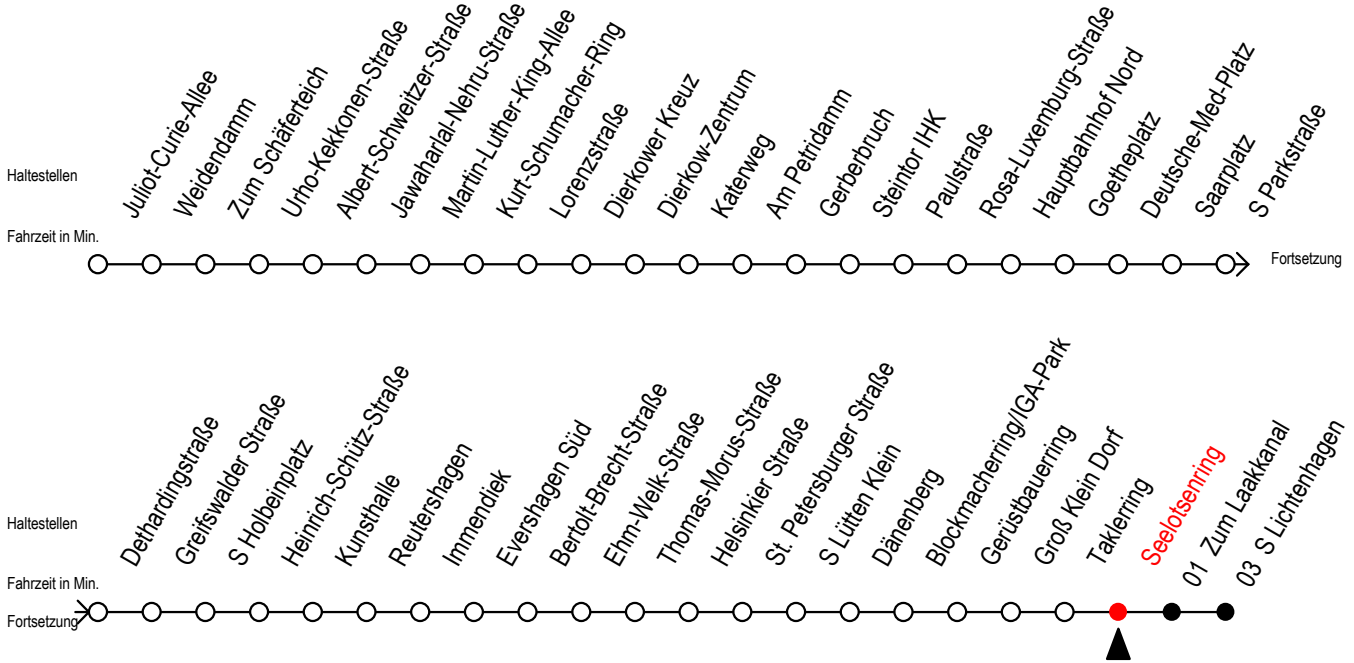 Haltestellen
Juliot-Curie-Allee
Weidendamm
Zum Schäferteich
Urho-Kekkonen-Straße
Albert-Schweitzer-Straße
Jawaharlal-Nehru-Straße
Martin-Luther-King-Allee
Kurt-Schumacher-Ring
Lorenzstraße
Dierkower Kreuz
Dierkow-Zentrum
Katerweg
Am Petridamm
Gerberbruch
Steintor IHK
Paulstraße
Rosa-Luxemburg-Straße
Hauptbahnhof Nord
Goetheplatz
Deutsche-Med-Platz
Saarplatz
S Parkstraße
Fahrzeit in Min.
Fortsetzung
Haltestellen
Dethardingstraße
Greifswalder Straße
S Holbeinplatz
Heinrich-Schütz-Straße
Kunsthalle
Reutershagen
Immendiek
Evershagen Süd
Bertolt-Brecht-Straße
Ehm-Welk-Straße
Thomas-Morus-Straße
Helsinkier Straße
St. Petersburger Straße
S Lütten Klein
Dänenberg
Blockmacherring/IGA-Park
Gerüstbauerring
Groß Klein Dorf
Taklerring
Seelotsenring
01 Zum Laakkanal
03 S Lichtenhagen
Fahrzeit in Min.
Fortsetzung